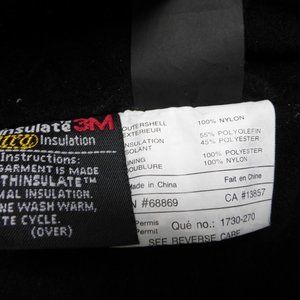 nsulate 3M
ultra Insulation
Instructions:
GARMENT IS MADE
THINSULATE™
MAL INSULATION.
NE WASH WARM,
TE CYCLE.
(OVER)
OUTERSHELL 100% NYLON
EXTERIEUR
INSULATION 55% POLYOLEFIN
ISOLANT 45% POLYESTER
LINING 100% POLYESTER
DOUBLURE 100% NYLON
Made in China Fait en Chine
N #68869 CA #13857
Permis Qué no.: 1730-270
Permit
SEE REVERSE CARE